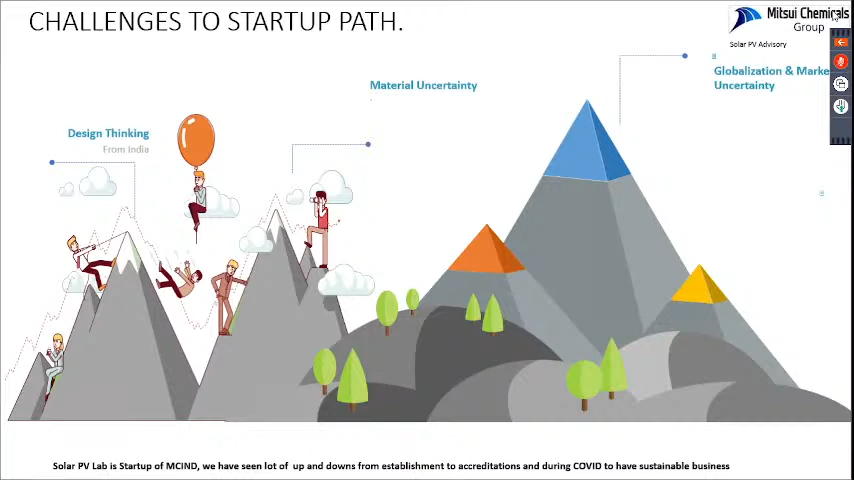 CHALLENGES TO STARTUP PATH.
Mitsui Chemicals
Group
Solar PV Advisory
Globalization & Marke
Uncertainty
Material Uncertainty
Design Thinking
From India
Solar PV Lab is Startup of MCIND, we have seen lot of up and downs from establishment to accreditations and during COVID to have sustainable business